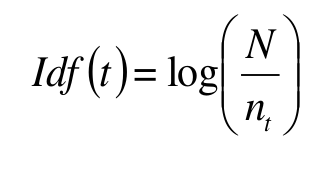 Idf(t) = log(N/n_t)